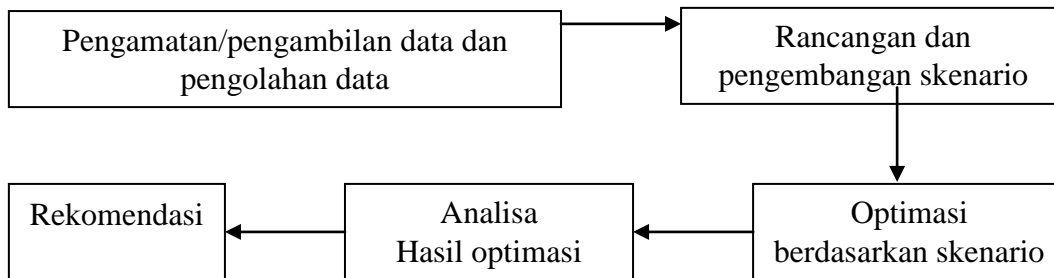 Pengamatan/pengambilan data dan
pengolahan data
Rancangan dan
pengembangan skenario
Optimasi
berdasarkan skenario
Analisa
Hasil optimasi
Rekomendasi